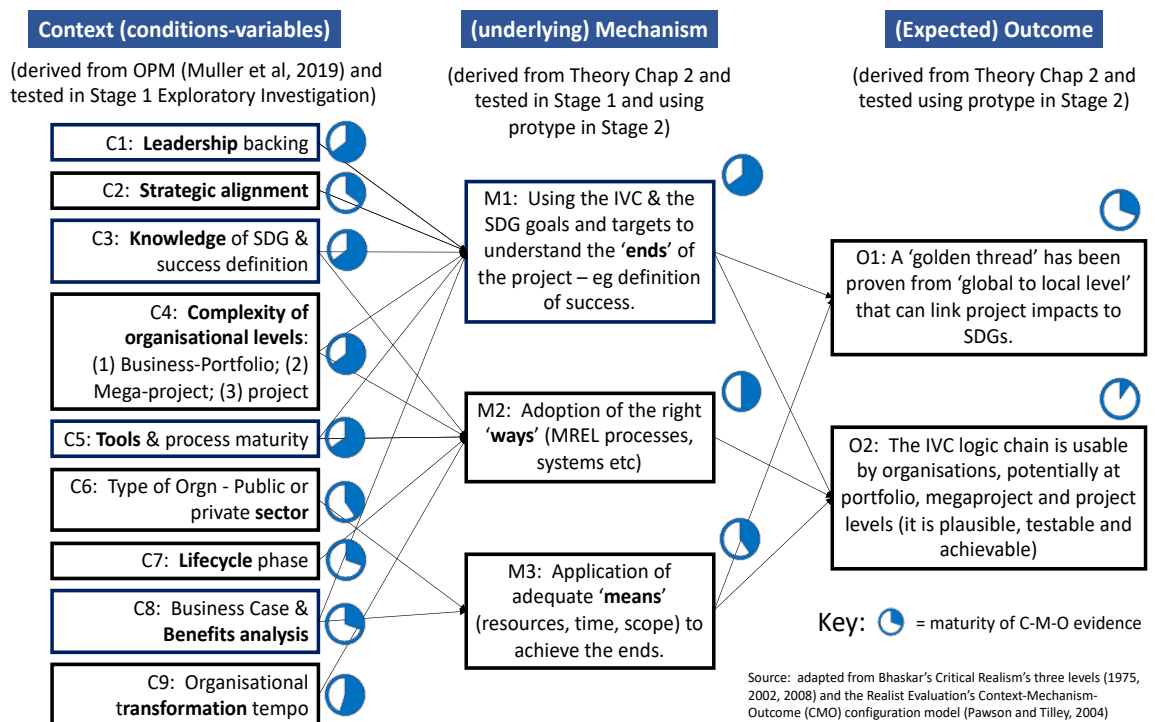 Context (conditions-variables)
(derived from OPM (Muller et al, 2019) and
tested in Stage 1 Exploratory Investigation)
C1: Leadership backing
C2: Strategic alignment
C3: Knowledge of SDG &
success definition
C4: Complexity of
organisational levels:
(1) Business-Portfolio; (2)
Mega-project; (3) project
C5: Tools & process maturity
C6: Type of Orgn - Public or
private sector
C7: Lifecycle phase
C8: Business Case &
Benefits analysis
C9: Organisational
transformation tempo
(underlying) Mechanism
(derived from Theory Chap 2 and
tested in Stage 1 and using
protype in Stage 2)
M1: Using the IVC & the
SDG goals and targets to
understand the ‘ends’ of
the project – eg definition
of success.
M2: Adoption of the right
‘ways’ (MREL processes,
systems etc)
M3: Application of
adequate ‘means’
(resources, time, scope) to
achieve the ends.
(Expected) Outcome
(derived from Theory Chap 2 and
tested using protype in Stage 2)
O1: A ‘golden thread’ has been
proven from ‘global to local level’
that can link project impacts to
SDGs.
O2: The IVC logic chain is usable
by organisations, potentially at
portfolio, megaproject and project
levels (it is plausible, testable and
achievable)
Key: = maturity of C-M-O evidence
Source: adapted from Bhaskar’s Critical Realism’s three levels (1975,
2002, 2008) and the Realist Evaluation’s Context-Mechanism-
Outcome (CMO) configuration model (Pawson and Tilley, 2004)